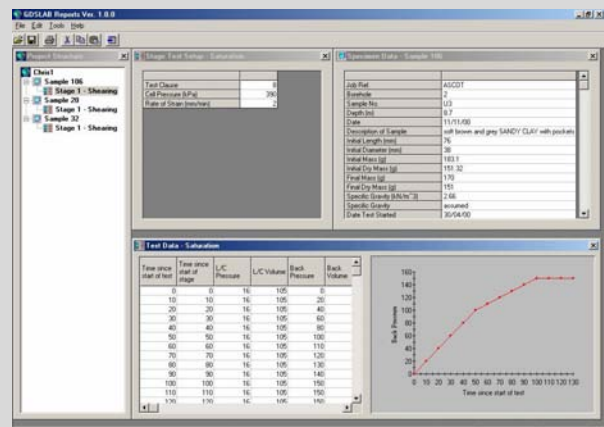 GDSLAB Reports Ver. 1.0.0
File Edit Tools Help
Project Structure
Chris1
Sample 106
Stage 1 - Shearing
Sample 20
Stage 1 - Shearing
Sample 32
Stage 1 - Shearing
Stage Test Setup - Saturation
Test Clause 8
Cell Pressure (kPa) 390
Rate of Strain (mm/min) 2
Specimen Data - Sample 106
Job Ref. ASCOT
Borehole 2
Sample No. U3
Depth (m) 8.7
Date 11/11/00
Description of Sample soft brown and grey SANDY CLAY with pockets
Initial Length (mm) 76
Initial Diameter (mm) 38
Initial Mass (g) 183.1
Initial Dry Mass (g) 151.32
Final Mass (g) 170
Final Dry Mass (g) 151
Specific Gravity (kN/m^3) 2.66
Specific Gravity assumed
Date Test Started 30/04/00
Test Data - Saturation
Time since start of test Time since start of stage L/C Pressure L/C Volume Back Pressure Back Volume
0 0 16 105 0
10 10 16 105 20
20 20 16 105 40
30 30 16 105 60
40 40 16 105 80
50 50 16 105 100
60 60 16 105 110
70 70 16 105 120
80 80 16 105 130
90 90 16 105 140
100 100 16 105 150
110 110 16 105 150
120 120 16 105 150
Back Pressure
160
140
120
100
80
60
40
20
0
0 10 20 30 40 50 60 70 80 90 100 110 120 130
Time since start of test